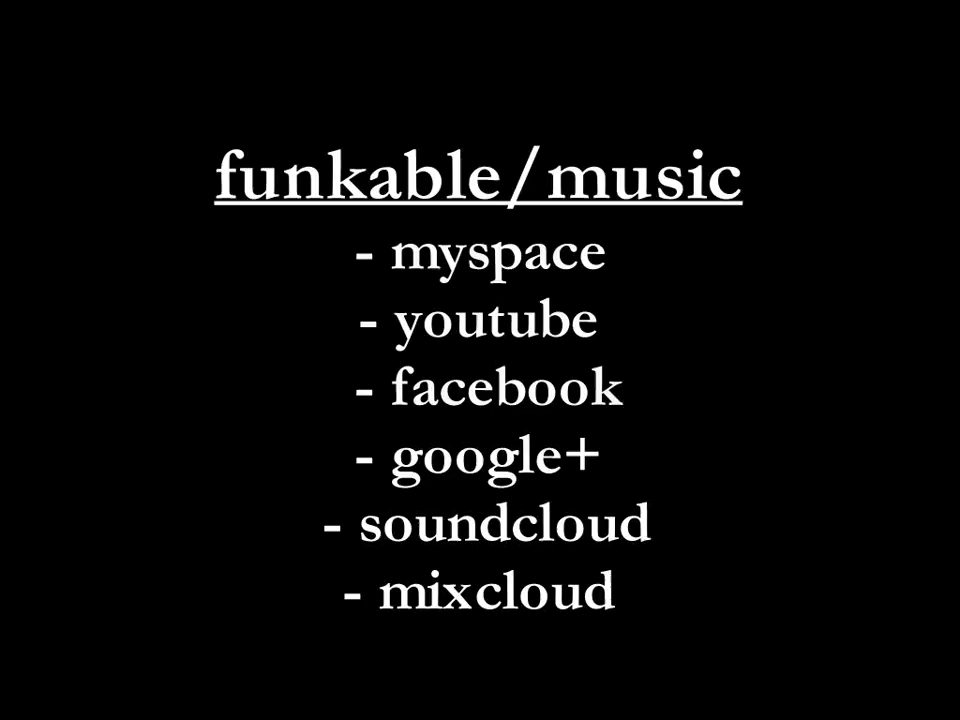 funkable/music
- myspace
- youtube
- facebook
- google+
- soundcloud
- mixcloud